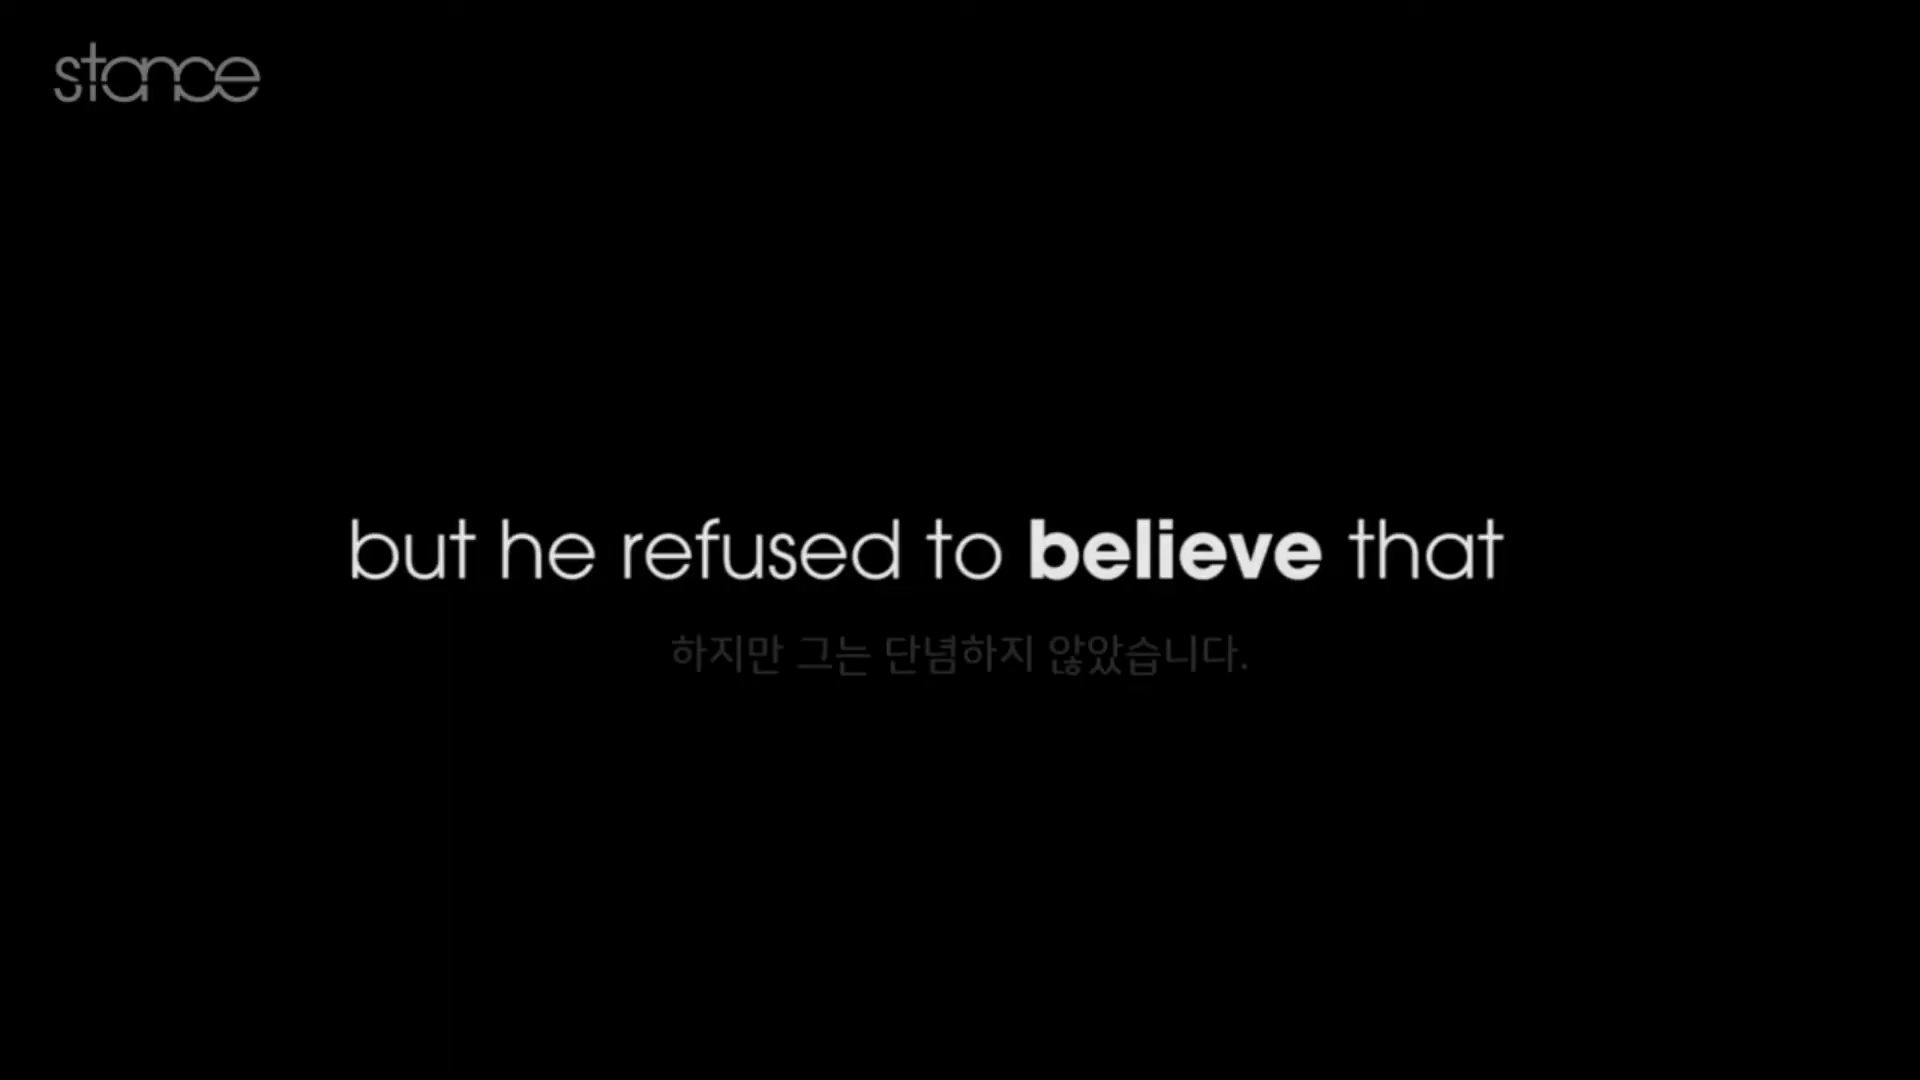 stance
but he refused to believe that
하지만 그는 단념하지 않았습니다.